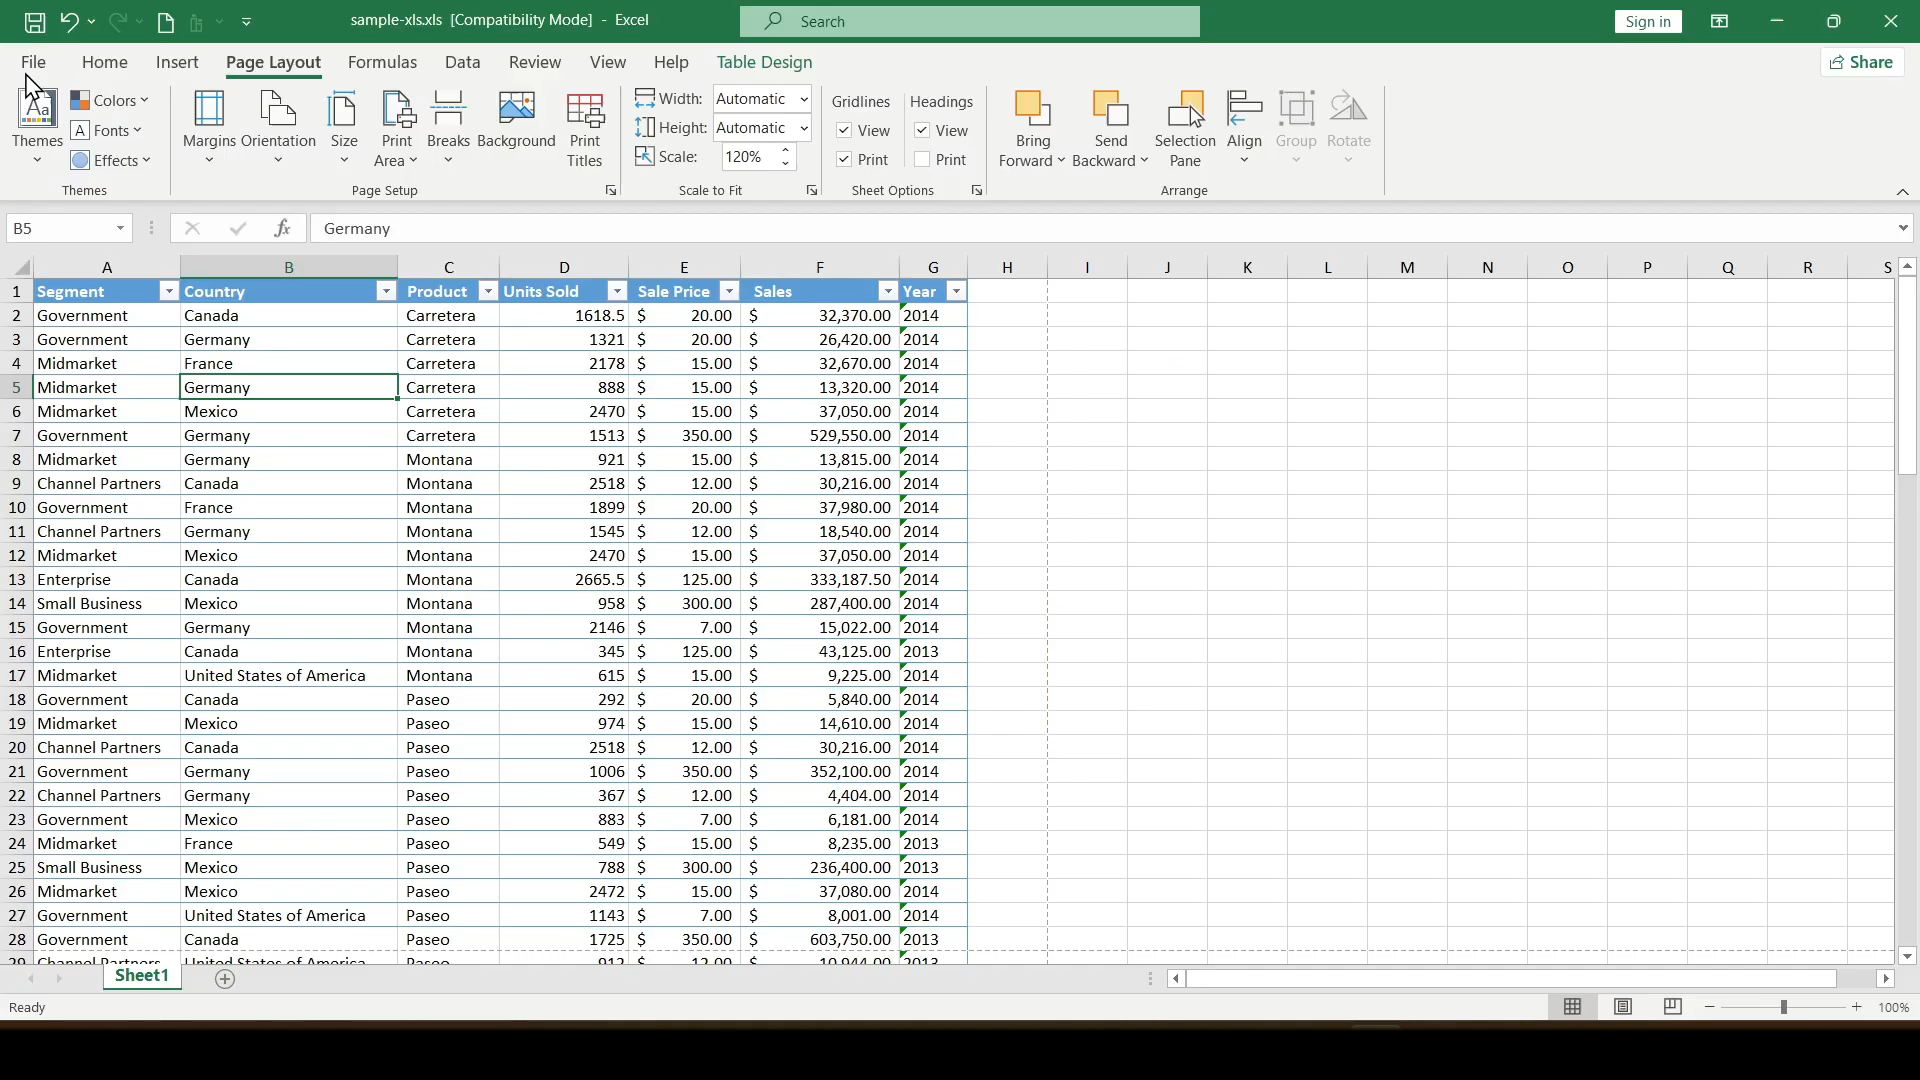 sample-xls.xls [Compatibility Mode] - Excel
Search
Sign in
File Home Insert Page Layout Formulas Data Review View Help Table Design
Share
Themes
Colors
Fonts
Effects
Themes
Margins
Orientation
Size
Print
Area
Breaks
Background
Print
Titles
Page Setup
Width: Automatic
Height: Automatic
Scale: 120%
Scale to Fit
Gridlines
View
Print
Headings
View
Print
Sheet Options
Bring
Forward
Send
Backward
Selection
Pane
Align
Group
Rotate
Arrange
B5
fx
Germany
A B C D E F G H I J K L M N O P Q R S
1 Segment Country Product Units Sold Sale Price Sales Year
2 Government Canada Carretera 1618.5 $ 20.00 $ 32,370.00 2014
3 Government Germany Carretera 1321 $ 20.00 $ 26,420.00 2014
4 Midmarket France Carretera 2178 $ 15.00 $ 32,670.00 2014
5 Midmarket Germany Carretera 888 $ 15.00 $ 13,320.00 2014
6 Midmarket Mexico Carretera 2470 $ 15.00 $ 37,050.00 2014
7 Government Germany Carretera 1513 $ 350.00 $ 529,550.00 2014
8 Midmarket Germany Montana 921 $ 15.00 $ 13,815.00 2014
9 Channel Partners Canada Montana 2518 $ 12.00 $ 30,216.00 2014
10 Government France Montana 1899 $ 20.00 $ 37,980.00 2014
11 Channel Partners Germany Montana 1545 $ 12.00 $ 18,540.00 2014
12 Midmarket Mexico Montana 2470 $ 15.00 $ 37,050.00 2014
13 Enterprise Canada Montana 2665.5 $ 125.00 $ 333,187.50 2014
14 Small Business Mexico Montana 958 $ 300.00 $ 287,400.00 2014
15 Government Germany Montana 2146 $ 7.00 $ 15,022.00 2014
16 Enterprise Canada Montana 345 $ 125.00 $ 43,125.00 2013
17 Midmarket United States of America Montana 615 $ 15.00 $ 9,225.00 2014
18 Government Canada Paseo 292 $ 20.00 $ 5,840.00 2014
19 Midmarket Mexico Paseo 974 $ 15.00 $ 14,610.00 2014
20 Channel Partners Canada Paseo 2518 $ 12.00 $ 30,216.00 2014
21 Government Germany Paseo 1006 $ 350.00 $ 352,100.00 2014
22 Channel Partners Germany Paseo 367 $ 12.00 $ 4,404.00 2014
23 Government Mexico Paseo 883 $ 7.00 $ 6,181.00 2014
24 Midmarket France Paseo 549 $ 15.00 $ 8,235.00 2013
25 Small Business Mexico Paseo 788 $ 300.00 $ 236,400.00 2013
26 Midmarket Mexico Paseo 2472 $ 15.00 $ 37,080.00 2014
27 Government United States of America Paseo 1143 $ 7.00 $ 8,001.00 2014
28 Government Canada Paseo 1725 $ 350.00 $ 603,750.00 2013
29 Channel Partners United States of America Paseo 912 $ 12.00 $ 10,944.00 2013
Sheet1
Ready
100%